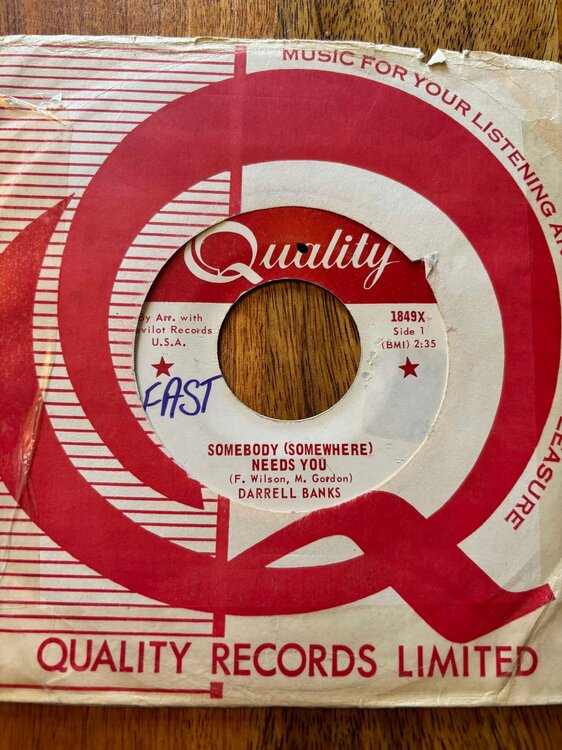 MUSIC FOR YOUR LISTENING
LEASURE
Quality
By Arr. with
vilot Records
U.S.A.
1849X
Side 1
(BMI) 2:35
FAST
SOMEBODY (SOMEWHERE)
NEEDS YOU
(F. Wilson, M. Gordon)
DARRELL BANKS
QUALITY RECORDS LIMITED